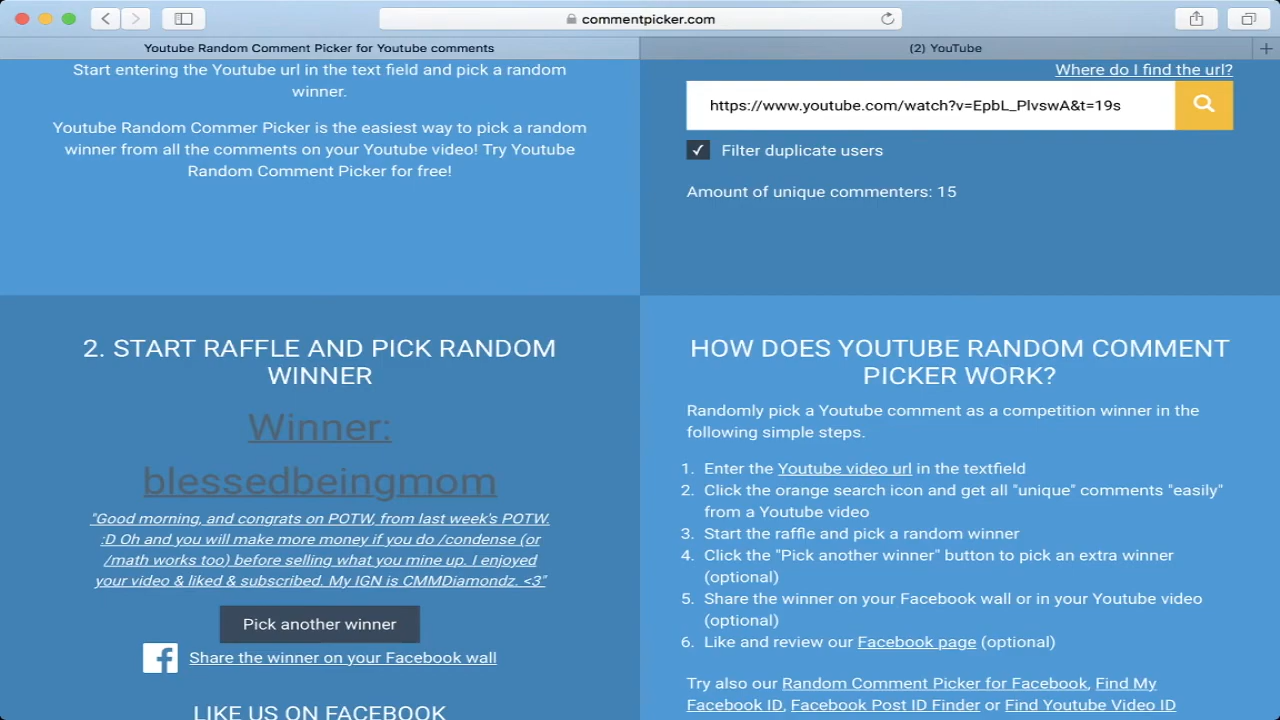 commentpicker.com
Youtube Random Comment Picker for Youtube comments
(2) YouTube
Start entering the Youtube url in the text field and pick a random
winner.
Youtube Random Commer Picker is the easiest way to pick a random
winner from all the comments on your Youtube video! Try Youtube
Random Comment Picker for free!
Where do I find the url?
https://www.youtube.com/watch?v=EpbL_PlvswA&t=19s
Filter duplicate users
Amount of unique commenters: 15
2. START RAFFLE AND PICK RANDOM
WINNER
Winner:
blessedbeingmom
"Good morning, and congrats on POTW, from last week's POTW.
:D Oh and you will make more money if you do /condense (or
/math works too) before selling what you mine up. I enjoyed
your video & liked & subscribed. My IGN is CMMDiamondz. <3"
Pick another winner
Share the winner on your Facebook wall
LIKE US ON FACEBOOK
HOW DOES YOUTUBE RANDOM COMMENT
PICKER WORK?
Randomly pick a Youtube comment as a competition winner in the
following simple steps.
1. Enter the Youtube video url in the textfield
2. Click the orange search icon and get all "unique" comments "easily"
from a Youtube video
3. Start the raffle and pick a random winner
4. Click the "Pick another winner" button to pick an extra winner
(optional)
5. Share the winner on your Facebook wall or in your Youtube video
(optional)
6. Like and review our Facebook page (optional)
Try also our Random Comment Picker for Facebook, Find My
Facebook ID, Facebook Post ID Finder or Find Youtube Video ID